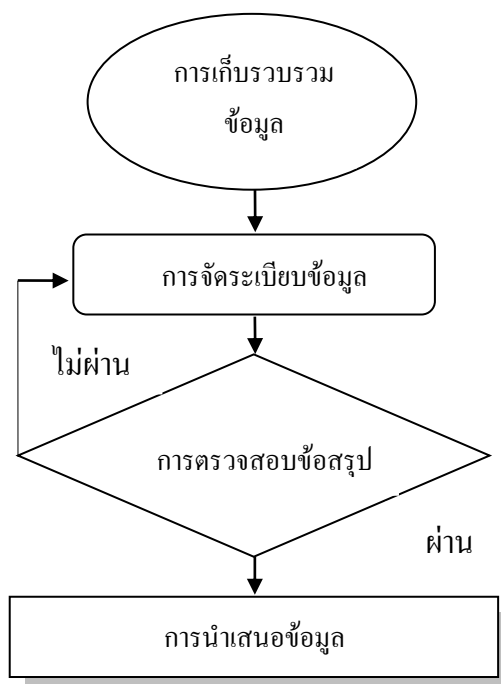 การเก็บรวบรวม
ข้อมูล
การจัดระเบียบข้อมูล
ไม่ผ่าน
การตรวจสอบข้อสรุป
ผ่าน
การนำเสนอข้อมูล